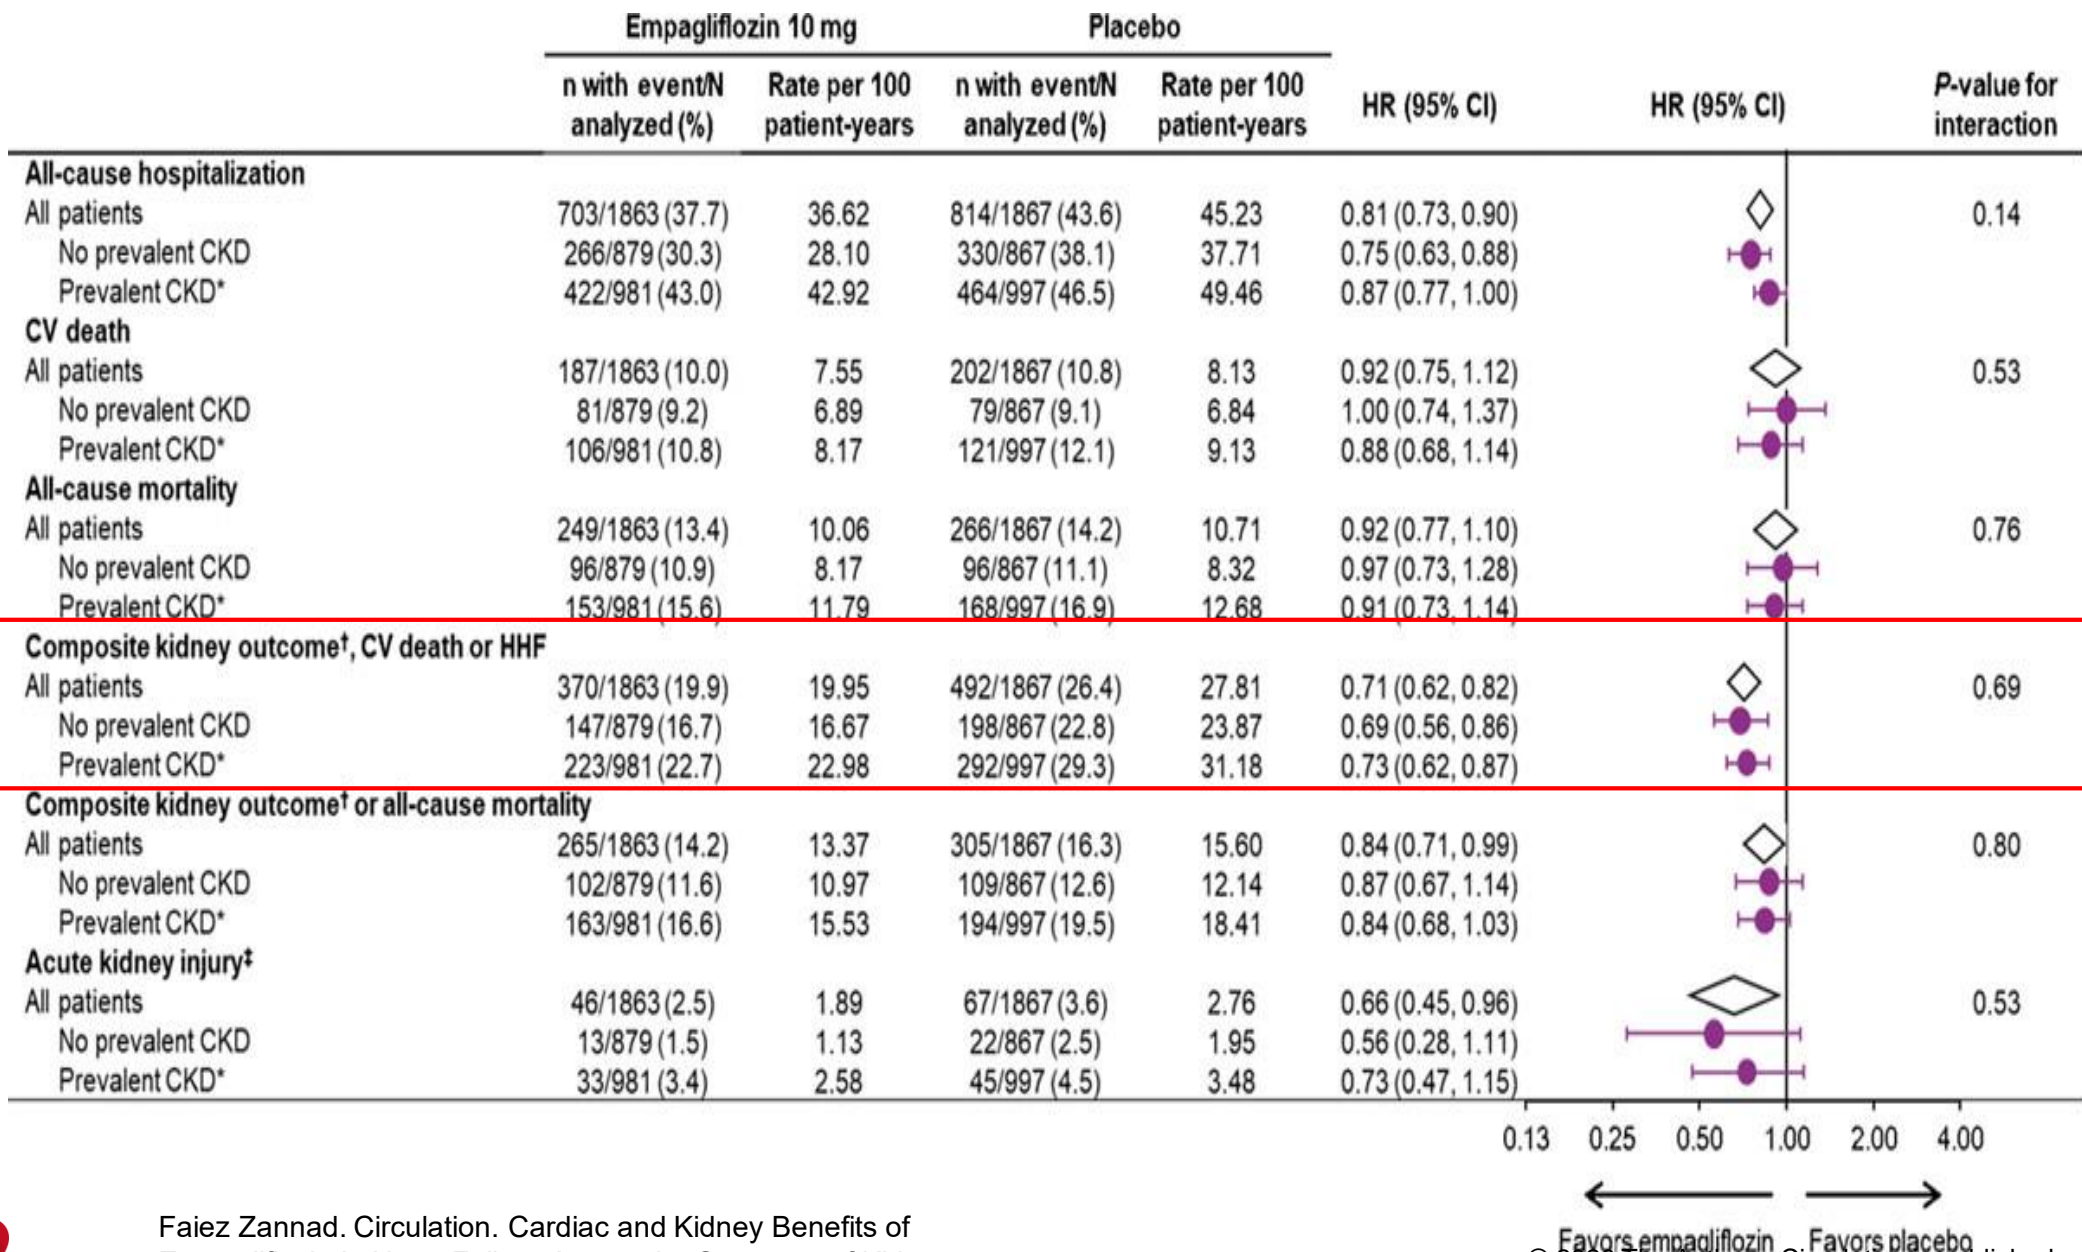 Empagliflozin 10 mg Placebo
n with event/N analyzed (%) Rate per 100 patient-years n with event/N analyzed (%) Rate per 100 patient-years HR (95% CI) HR (95% CI) P-value for interaction
All-cause hospitalization
All patients 703/1863 (37.7) 36.62 814/1867 (43.6) 45.23 0.81 (0.73, 0.90) 0.14
No prevalent CKD 266/879 (30.3) 28.10 330/867 (38.1) 37.71 0.75 (0.63, 0.88)
Prevalent CKD* 422/981 (43.0) 42.92 464/997 (46.5) 49.46 0.87 (0.77, 1.00)
CV death
All patients 187/1863 (10.0) 7.55 202/1867 (10.8) 8.13 0.92 (0.75, 1.12) 0.53
No prevalent CKD 81/879 (9.2) 6.89 79/867 (9.1) 6.84 1.00 (0.74, 1.37)
Prevalent CKD* 106/981 (10.8) 8.17 121/997 (12.1) 9.13 0.88 (0.68, 1.14)
All-cause mortality
All patients 249/1863 (13.4) 10.06 266/1867 (14.2) 10.71 0.92 (0.77, 1.10) 0.76
No prevalent CKD 96/879 (10.9) 8.17 96/867 (11.1) 8.32 0.97 (0.73, 1.28)
Prevalent CKD* 153/981 (15.6) 11.79 168/997 (16.9) 12.68 0.91 (0.73, 1.14)
Composite kidney outcome†, CV death or HHF
All patients 370/1863 (19.9) 19.95 492/1867 (26.4) 27.81 0.71 (0.62, 0.82) 0.69
No prevalent CKD 147/879 (16.7) 16.67 198/867 (22.8) 23.87 0.69 (0.56, 0.86)
Prevalent CKD* 223/981 (22.7) 22.98 292/997 (29.3) 31.18 0.73 (0.62, 0.87)
Composite kidney outcome† or all-cause mortality
All patients 265/1863 (14.2) 13.37 305/1867 (16.3) 15.60 0.84 (0.71, 0.99) 0.80
No prevalent CKD 102/879 (11.6) 10.97 109/867 (12.6) 12.14 0.87 (0.67, 1.14)
Prevalent CKD* 163/981 (16.6) 15.53 194/997 (19.5) 18.41 0.84 (0.68, 1.03)
Acute kidney injury‡
All patients 46/1863 (2.5) 1.89 67/1867 (3.6) 2.76 0.66 (0.45, 0.96) 0.53
No prevalent CKD 13/879 (1.5) 1.13 22/867 (2.5) 1.95 0.56 (0.28, 1.11)
Prevalent CKD* 33/981 (3.4) 2.58 45/997 (4.5) 3.48 0.73 (0.47, 1.15)
0.13 0.25 0.50 1.00 2.00 4.00
Favors empagliflozin Favors placebo
Faiez Zannad. Circulation. Cardiac and Kidney Benefits of